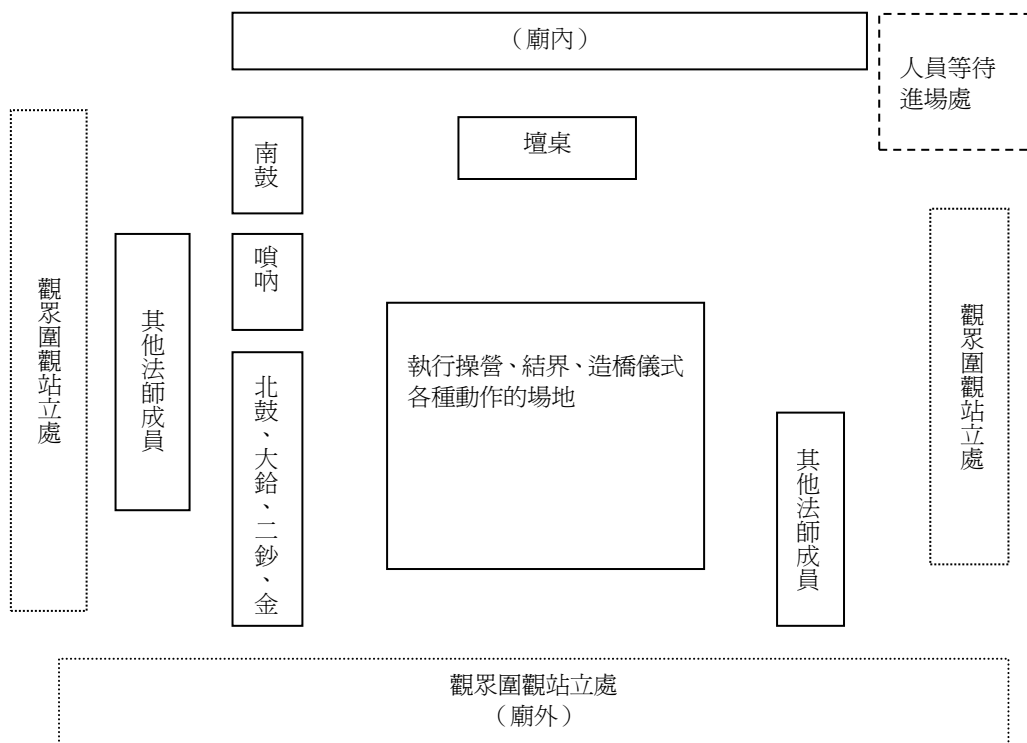 （廟內）
人員等待
進場處
南鼓
壇桌
嗩吶
觀眾圍觀站立處
其他法師成員
執行操營、結界、造橋儀式
各種動作的場地
觀眾圍觀站立處
北鼓、大鈶、二鈔、金
其他法師成員
觀眾圍觀站立處
（廟外）